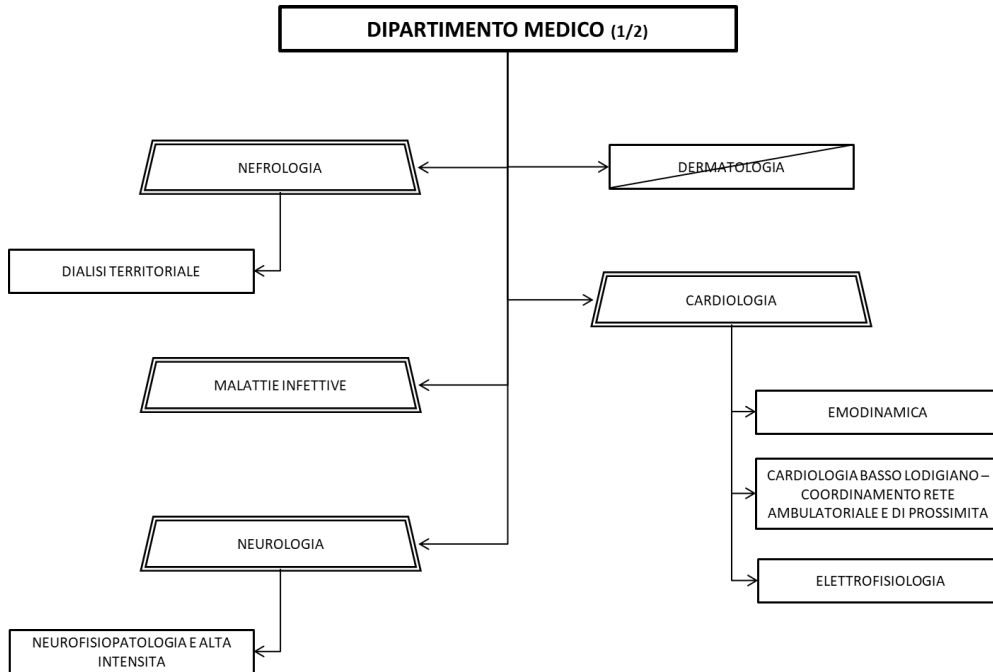 DIPARTIMENTO MEDICO (1/2)
NEFROLOGIA
DERMATOLOGIA
DIALISI TERRITORIALE
CARDIOLOGIA
MALATTIE INFETTIVE
EMODINAMICA
CARDIOLOGIA BASSO LODIGIANO –
COORDINAMENTO RETE
AMBULATORIALE E DI PROSSIMITA
NEUROLOGIA
ELETTROFISIOLOGIA
NEUROFISIOPATOLOGIA E ALTA
INTENSITA